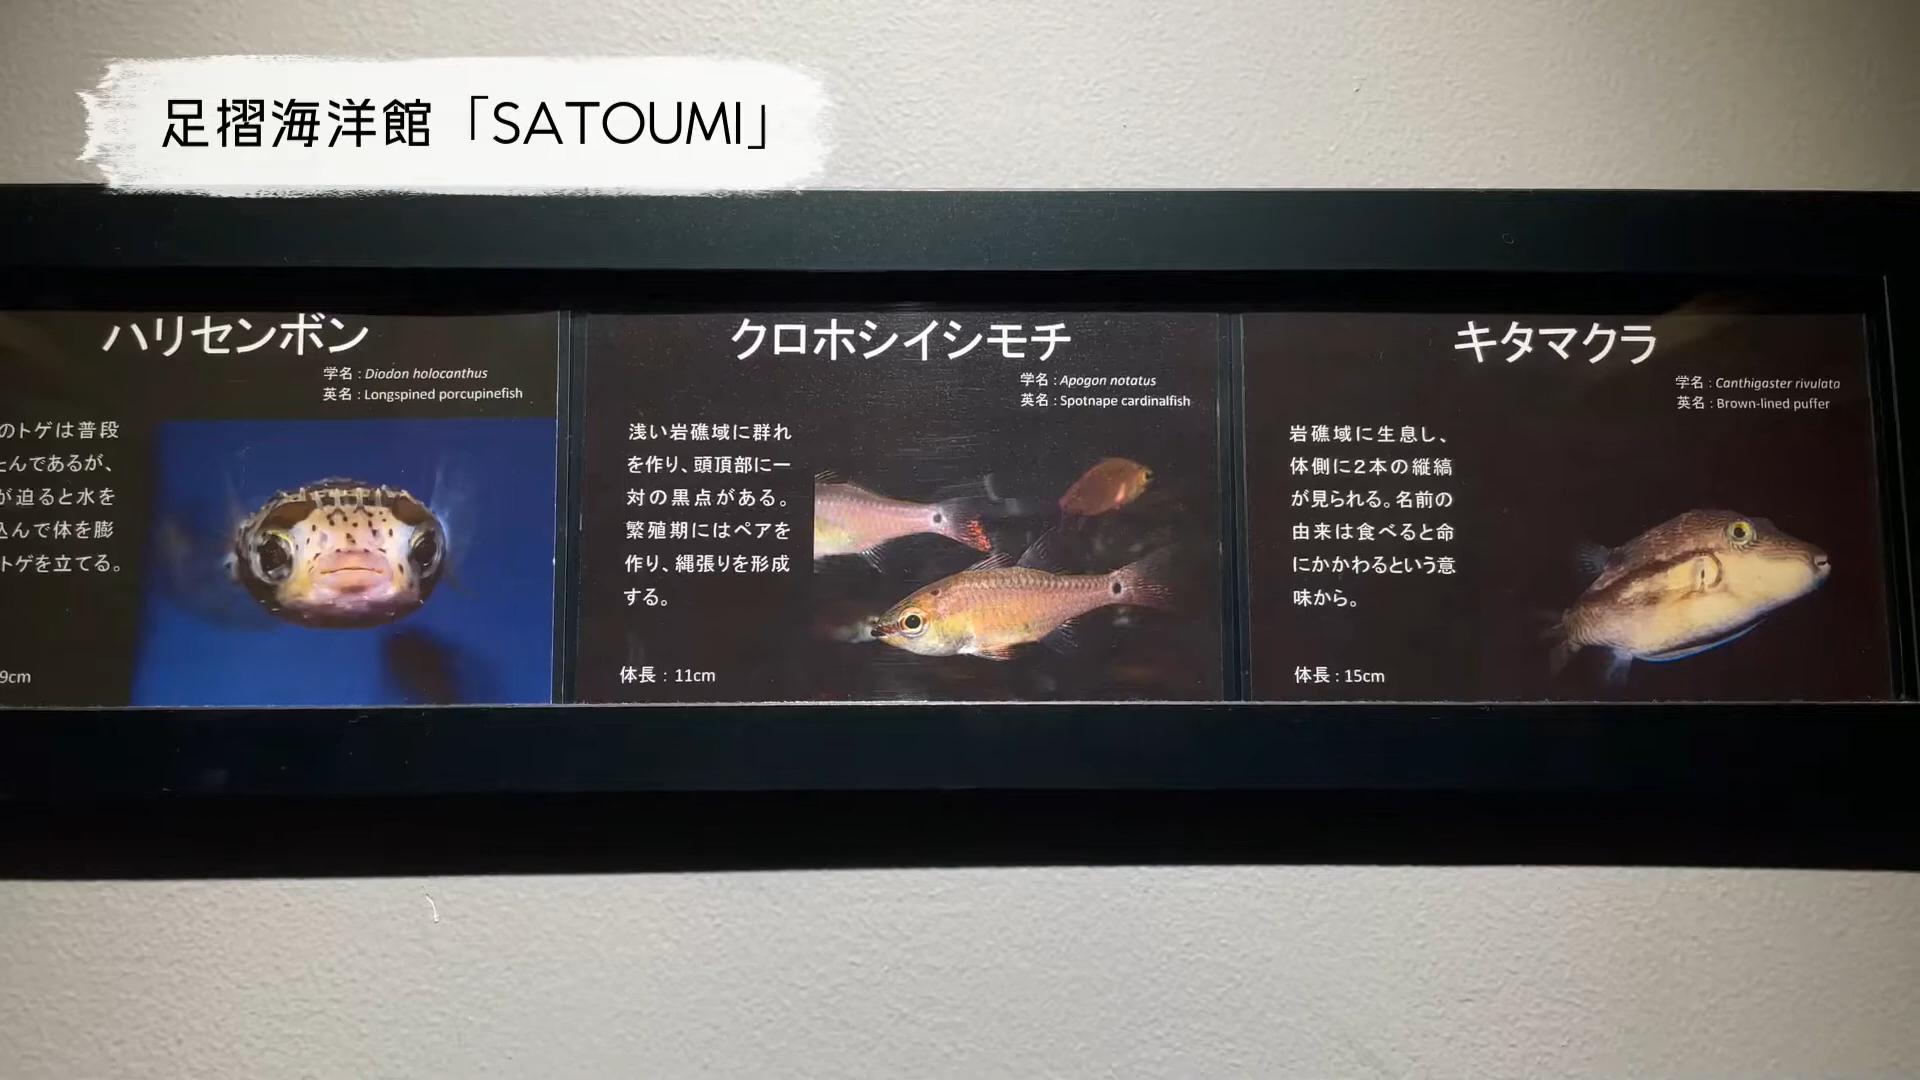 足摺海洋館「SATOUMI」
ハリセンボン
学名 : Diodon holocanthus
英名 : Longspined porcupinefish
のトゲは普段
んであるが、
が迫ると水を
込んで体を膨
トゲを立てる。
9cm
クロホシイシモチ
学名 : Apogon notatus
英名 : Spotnape cardinalfish
浅い岩礁域に群れ
を作り、頭頂部に一
対の黒点がある。
繁殖期にはペアを
作り、縄張りを形成
する。
体長 : 11cm
キタマクラ
学名 : Canthigaster rivulata
英名 : Brown-lined puffer
岩礁域に生息し、
体側に2本の縦縞
が見られる。名前の
由来は食べると命
にかかわるという意
味から。
体長 : 15cm